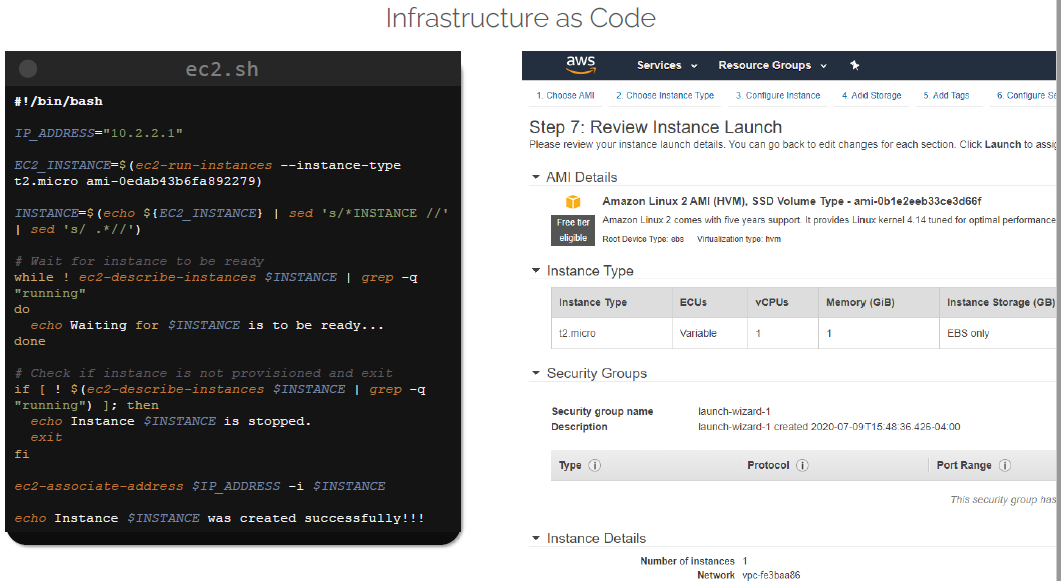 Infrastructure as Code
ec2.sh
#!/bin/bash
IP_ADDRESS="10.2.2.1"
EC2_INSTANCE=$(ec2-run-instances --instance-type
t2.micro ami-0edab43b6fa892279)
INSTANCE=$(echo ${EC2_INSTANCE} | sed 's/*INSTANCE //'
| sed 's/ .*//')
# Wait for instance to be ready
while ! ec2-describe-instances $INSTANCE | grep -q
"running"
do
echo Waiting for $INSTANCE is to be ready...
done
# Check if instance is not provisioned and exit
if [ ! $(ec2-describe-instances $INSTANCE | grep -q
"running") ]; then
echo Instance $INSTANCE is stopped.
exit
fi
ec2-associate-address $IP_ADDRESS -i $INSTANCE
echo Instance $INSTANCE was created successfully!!!
aws Services Resource Groups
1. Choose AMI 2. Choose Instance Type 3. Configure Instance 4. Add Storage 5. Add Tags 6. Configure Se
Step 7: Review Instance Launch
Please review your instance launch details. You can go back to edit changes for each section. Click Launch to assig
AMI Details
Amazon Linux 2 AMI (HVM), SSD Volume Type - ami-0b1e2eeb33ce3d66f
Free tier
eligible
Amazon Linux 2 comes with five years support. It provides Linux kernel 4.14 tuned for optimal performance
Root Device Type: ebs Virtualization type: hvm
Instance Type
Instance Type ECUs vCPUs Memory (GiB) Instance Storage (GB)
t2.micro Variable 1 1 EBS only
Security Groups
Security group name launch-wizard-1
Description launch-wizard-1 created 2020-07-09T15:48:36.426-04:00
Type Protocol Port Range
This security group has
Instance Details
Number of instances 1
Network vpc-fe3baa86